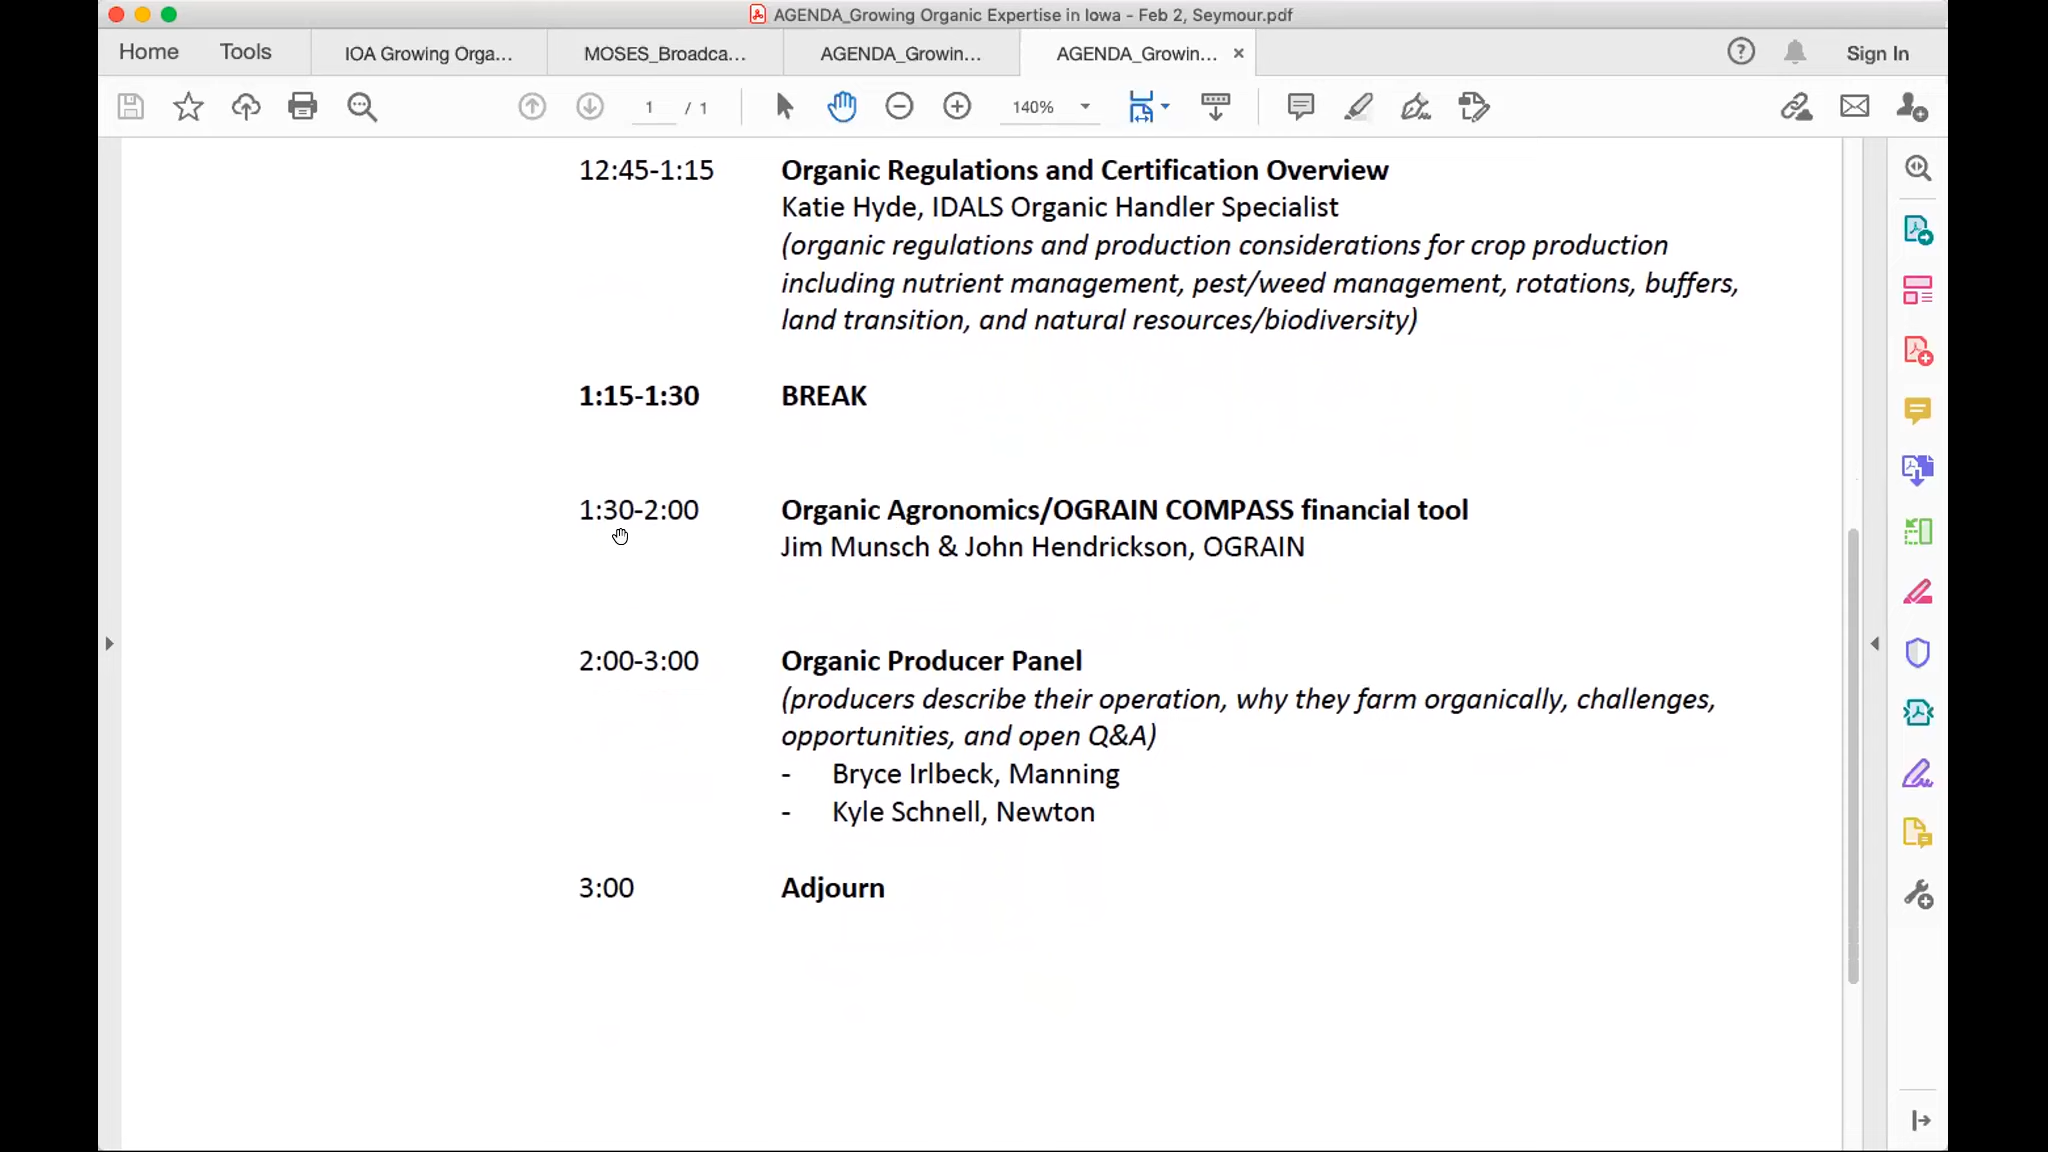 AGENDA_Growing Organic Expertise in Iowa - Feb 2, Seymour.pdf
Home Tools IOA Growing Orga... MOSES_Broadca... AGENDA_Growin... AGENDA_Growin... × ? Sign In
1 / 1 140%
12:45-1:15 Organic Regulations and Certification Overview
Katie Hyde, IDALS Organic Handler Specialist
(organic regulations and production considerations for crop production
including nutrient management, pest/weed management, rotations, buffers,
land transition, and natural resources/biodiversity)
1:15-1:30 BREAK
1:30-2:00 Organic Agronomics/OGRAIN COMPASS financial tool
Jim Munsch & John Hendrickson, OGRAIN
2:00-3:00 Organic Producer Panel
(producers describe their operation, why they farm organically, challenges,
opportunities, and open Q&A)
- Bryce Irlbeck, Manning
- Kyle Schnell, Newton
3:00 Adjourn